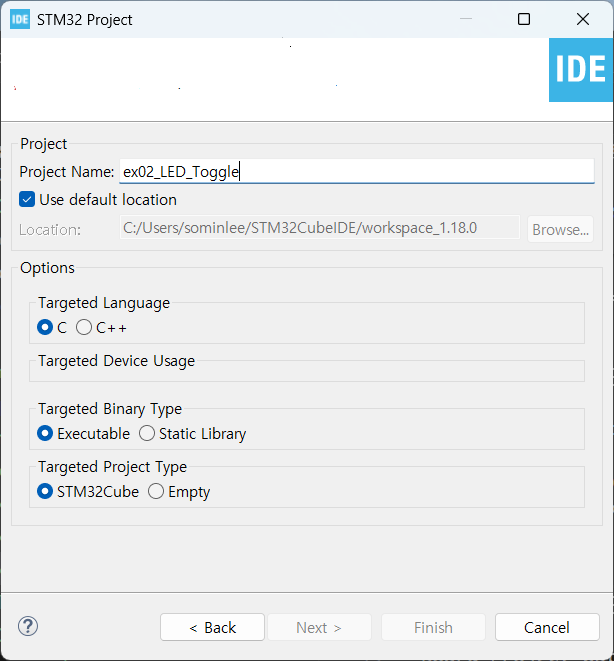 IDE STM32 Project
IDE
Project
Project Name: ex02_LED_Toggle
Use default location
Location: C:/Users/sominlee/STM32CubeIDE/workspace_1.18.0 Browse...
Options
Targeted Language
C C++
Targeted Device Usage
Targeted Binary Type
Executable Static Library
Targeted Project Type
STM32Cube Empty
? < Back Next > Finish Cancel